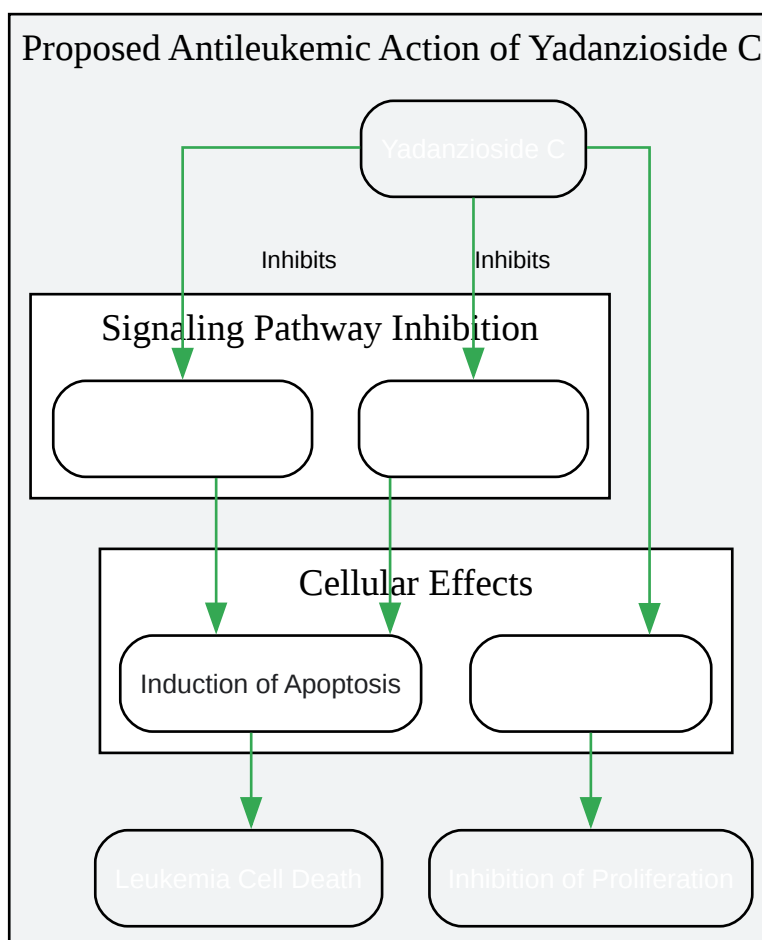 Proposed Antileukemic Action of Yadanzioside C
Yadanzioside C
Inhibits
Inhibits
Signaling Pathway Inhibition
Cellular Effects
Induction of Apoptosis
Leukemia Cell Death
Inhibition of Proliferation